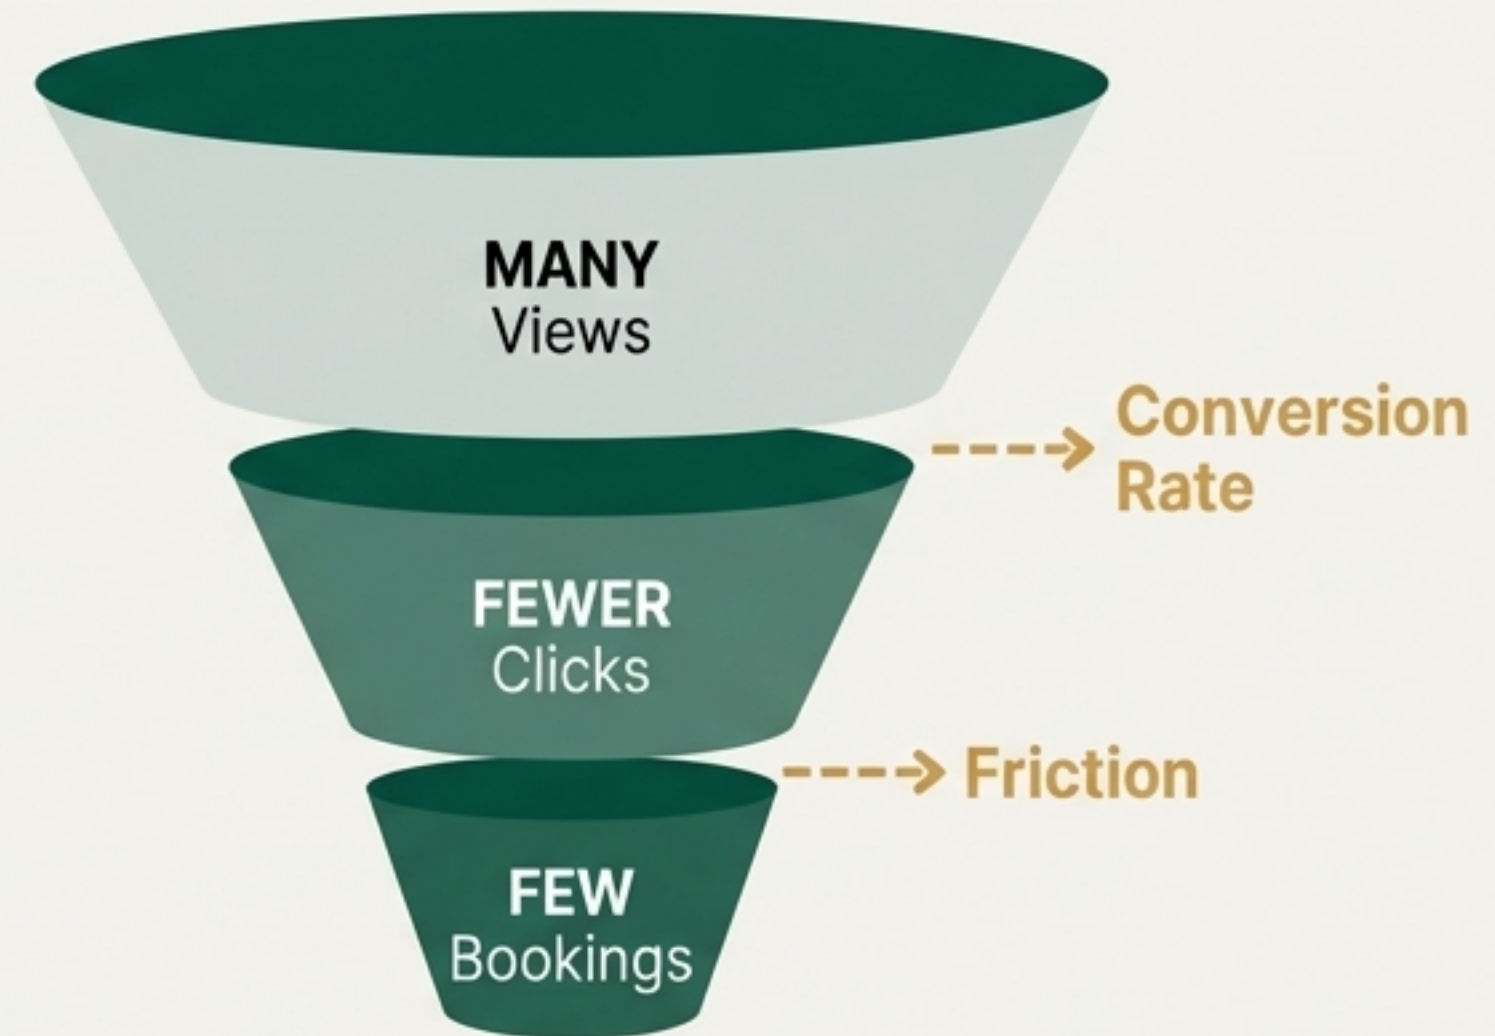 MANY
Views
Conversion
Rate
FEWER
Clicks
Friction
FEW
Bookings